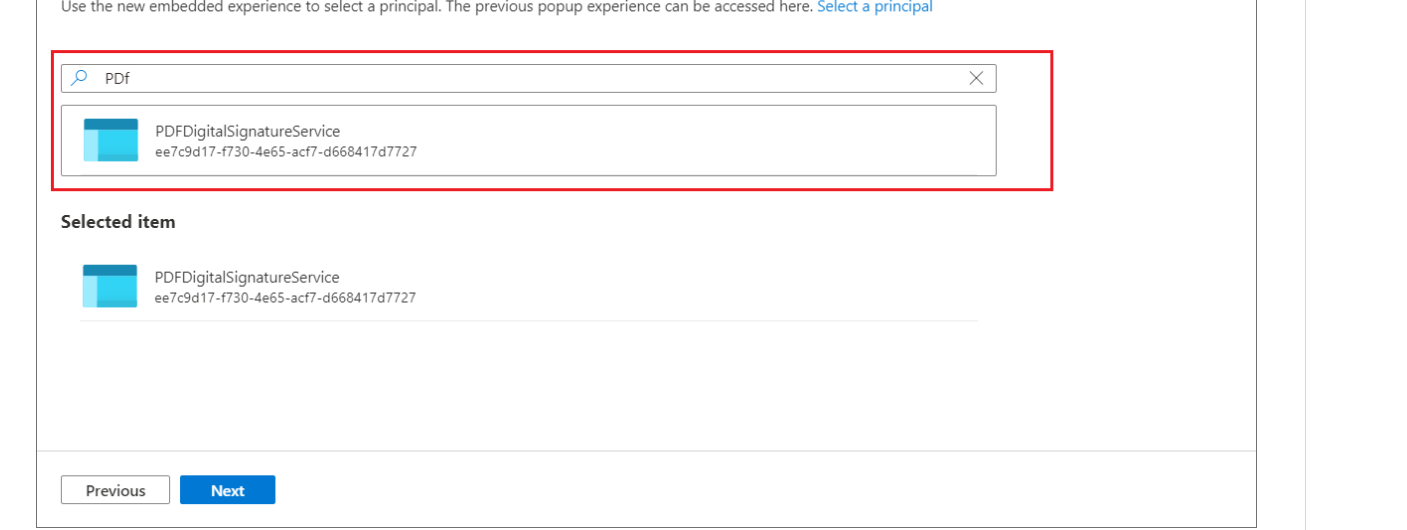 Use the new embedded experience to select a principal. The previous popup experience can be accessed here. Select a principal
PDf
PDFDigitalSignatureService
ee7c9d17-f730-4e65-acf7-d668417d7727
Selected item
PDFDigitalSignatureService
ee7c9d17-f730-4e65-acf7-d668417d7727
Previous Next